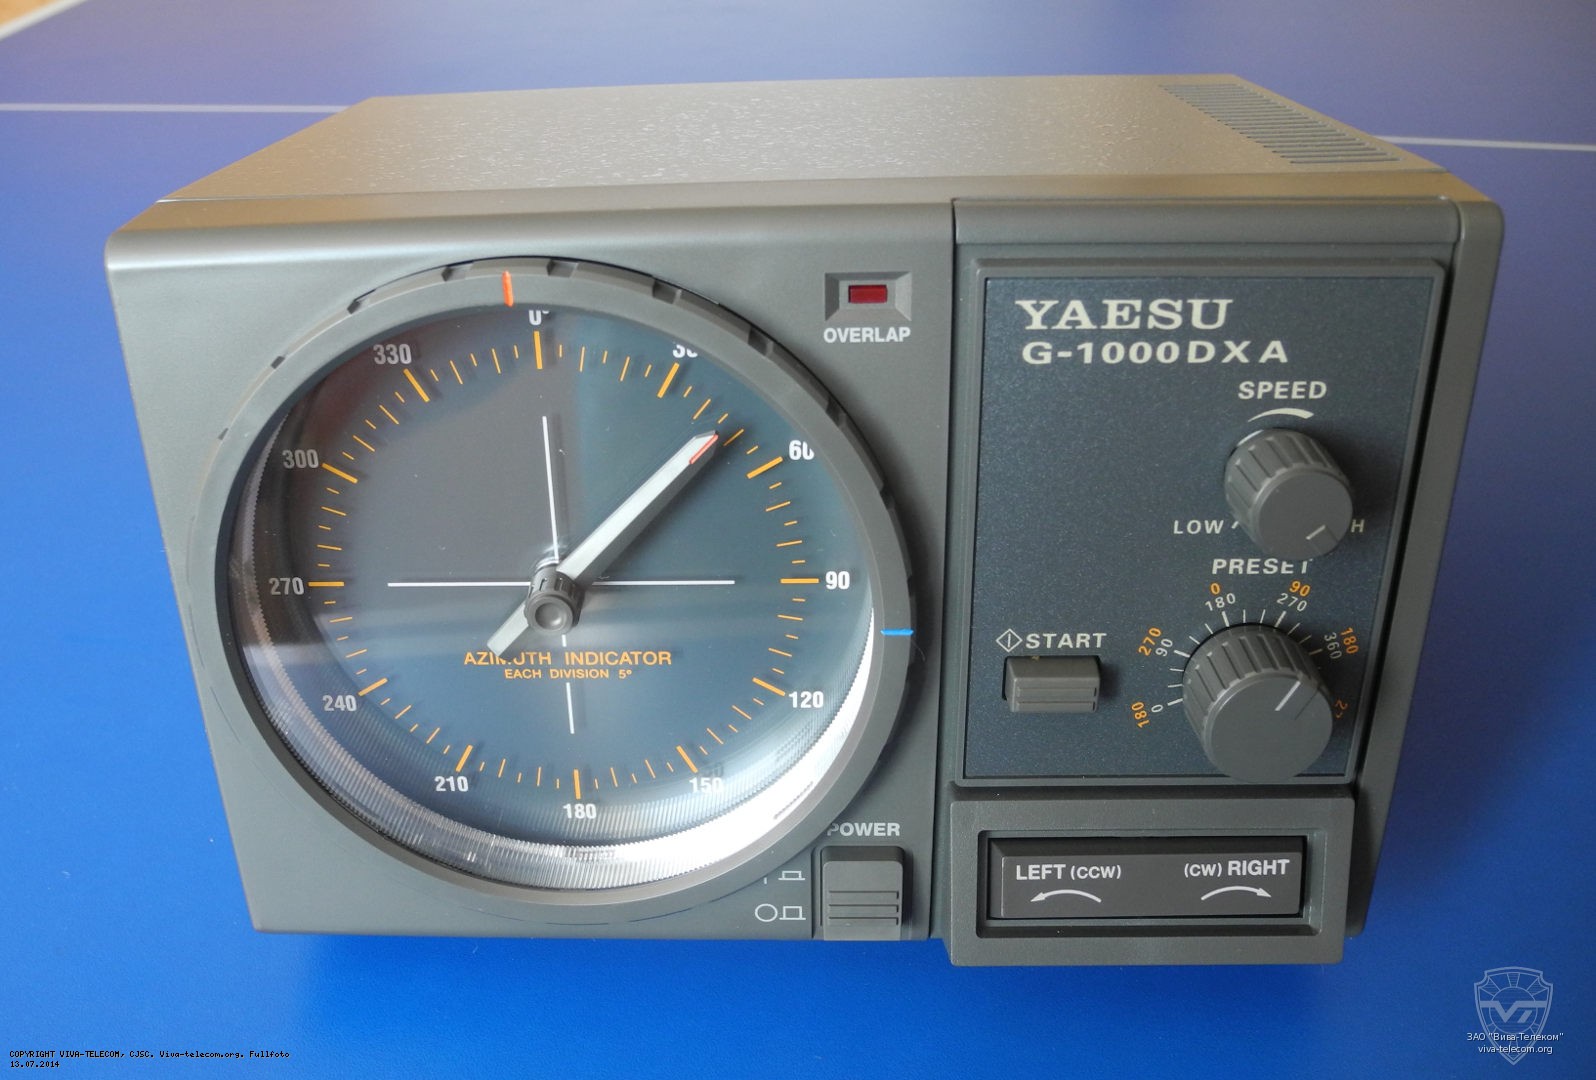 0°
330
300
60
270
90
240
120
210
150
180
AZIMUTH INDICATOR
EACH DIVISION 5°
OVERLAP
POWER
YAESU
G-1000DXA
SPEED
LOW
PRESET
0 90
180 270
270 180
90 360
180 0
START
LEFT (CCW) (CW) RIGHT
COPYRIGHT VIVA-TELECOM, CJSC. Viva-telecom.org. Fullfoto
13.07.2014
ЗАО "Вива-Телеком"
viva-telecom.org